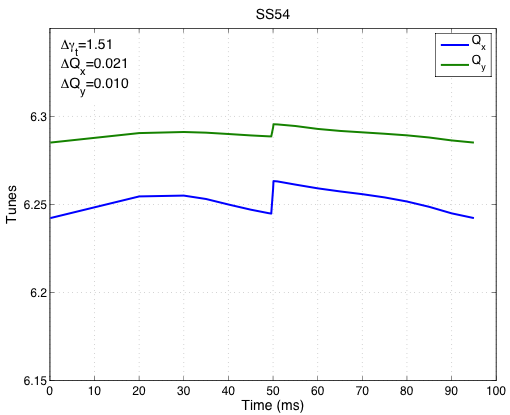 SS54
Δγt=1.51
ΔQx=0.021
ΔQy=0.010
Qx
Qy
6.3
6.25
6.2
6.15
Tunes
0 10 20 30 40 50 60 70 80 90 100
Time (ms)